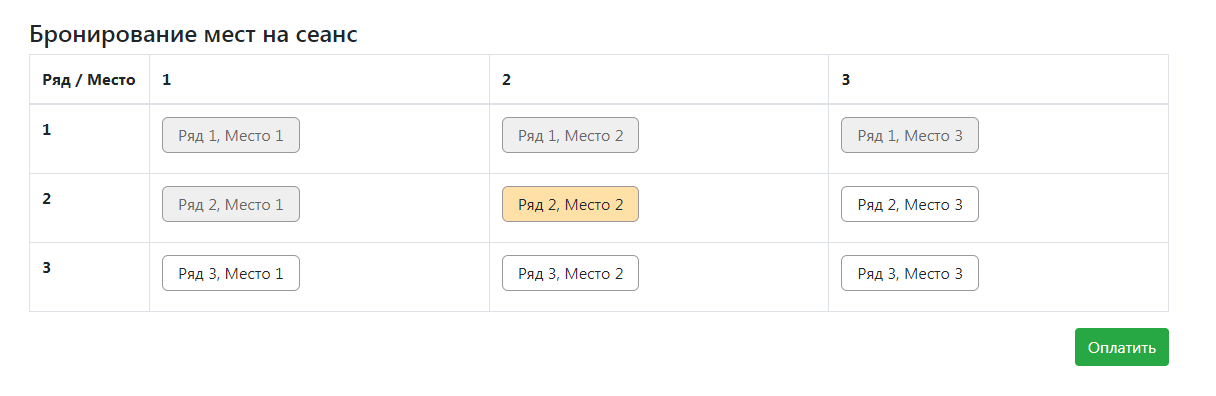 Бронирование мест на сеанс
Ряд / Место 1 2 3
1 Ряд 1, Место 1 Ряд 1, Место 2 Ряд 1, Место 3
2 Ряд 2, Место 1 Ряд 2, Место 2 Ряд 2, Место 3
3 Ряд 3, Место 1 Ряд 3, Место 2 Ряд 3, Место 3
Оплатить